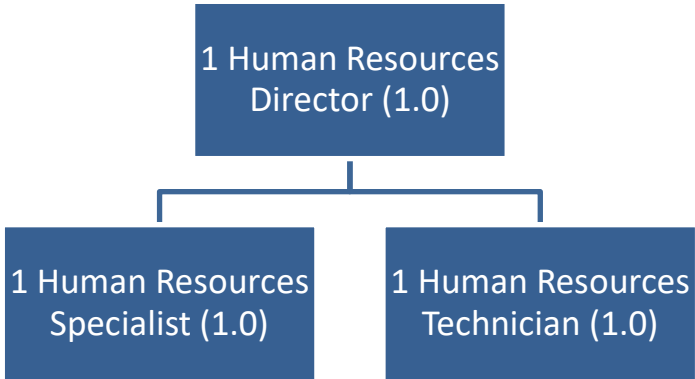 1 Human Resources
Director (1.0)
1 Human Resources
Specialist (1.0)
1 Human Resources
Technician (1.0)